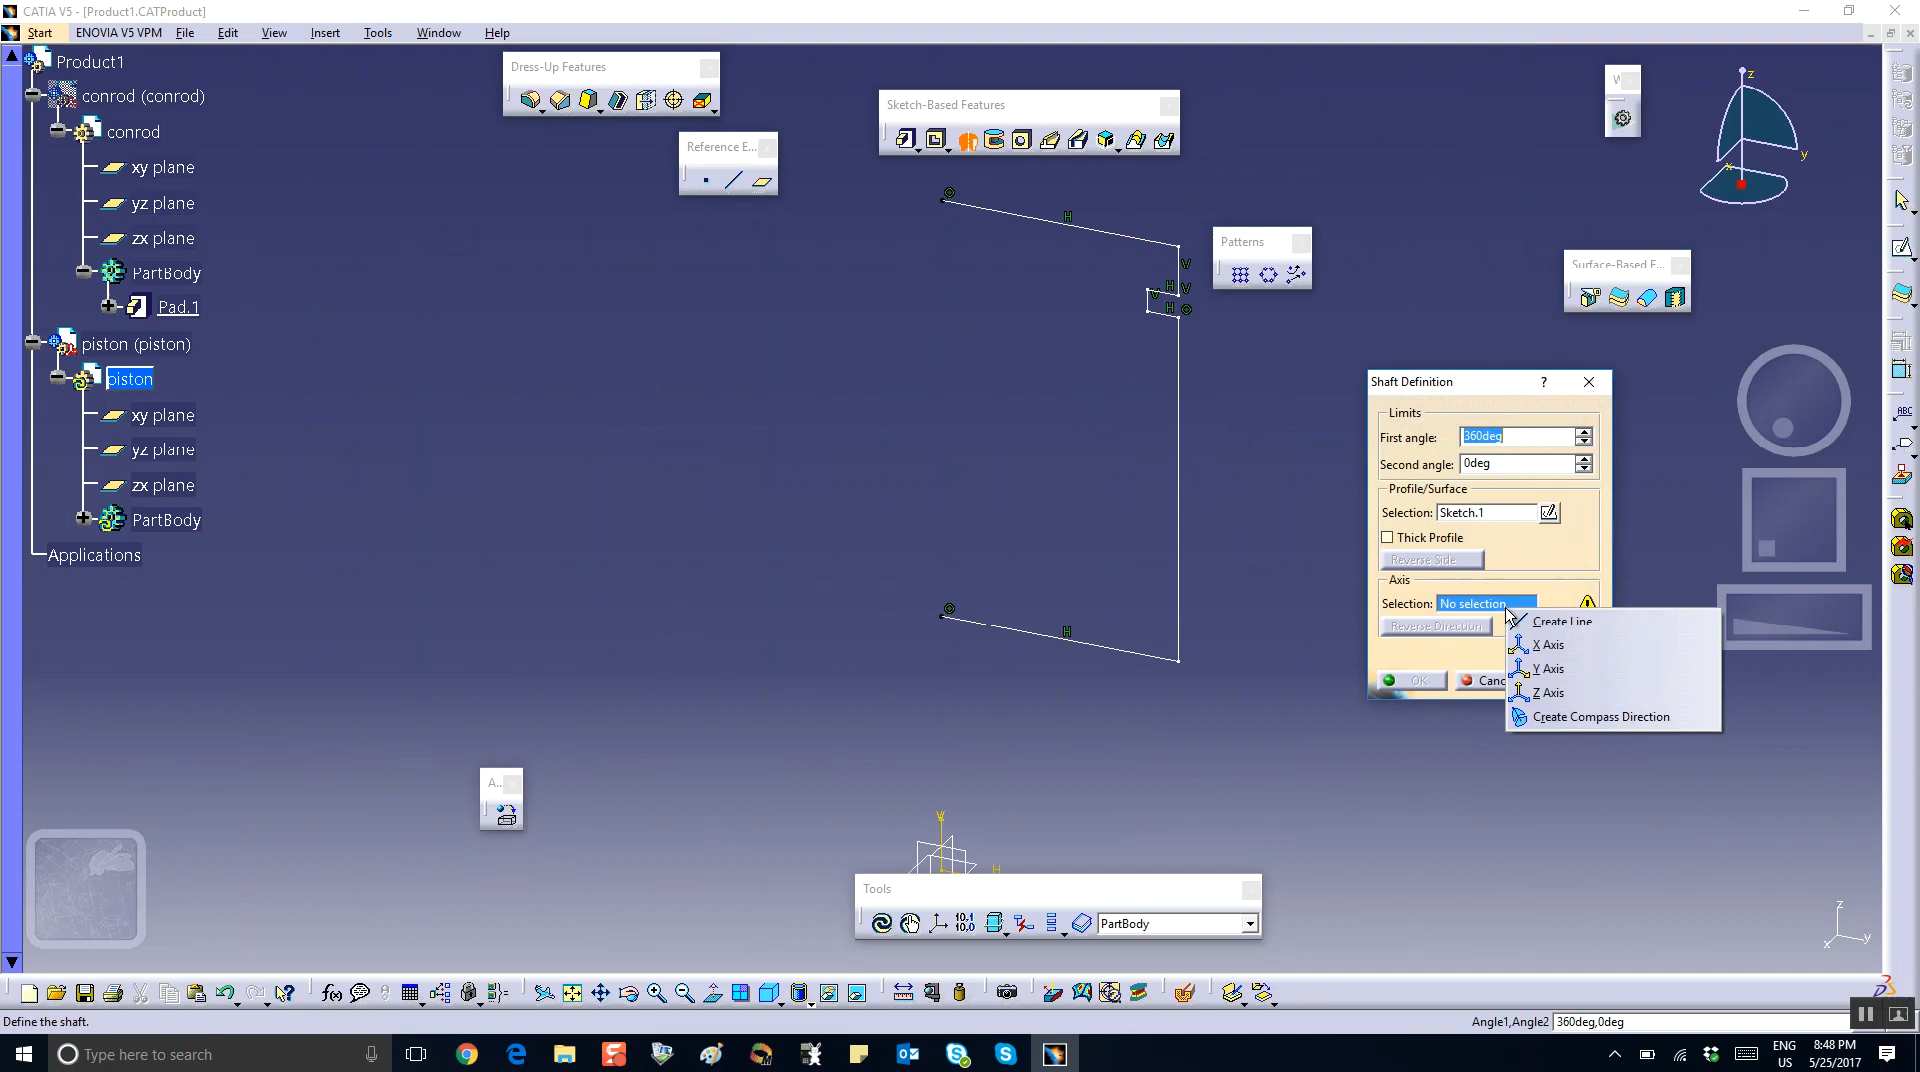 CATIA V5 - [Product1.CATProduct]
Start ENOVIA V5 VPM File Edit View Insert Tools Window Help
Product1
conrod (conrod)
conrod
xy plane
yz plane
zx plane
PartBody
Pad.1
piston (piston)
piston
xy plane
yz plane
zx plane
PartBody
Applications
Dress-Up Features
Reference E...
Sketch-Based Features
Patterns
W
Surface-Based F...
z
y
x
H
V
H V
V
H
H
Shaft Definition ? 
Limits
First angle: 360deg
Second angle: 0deg
Profile/Surface
Selection: Sketch.1
Thick Profile
Reverse Side
Axis
Selection: No selection
Reverse Direction
OK Canc
Create Line
X Axis
Y Axis
Z Axis
Create Compass Direction
ABC
A..
V
H
Tools
10,1
10,0
PartBody
z
x y
f(x)
Define the shaft.
Angle1,Angle2 360deg,0deg
Type here to search
ENG
US
8:48 PM
5/25/2017